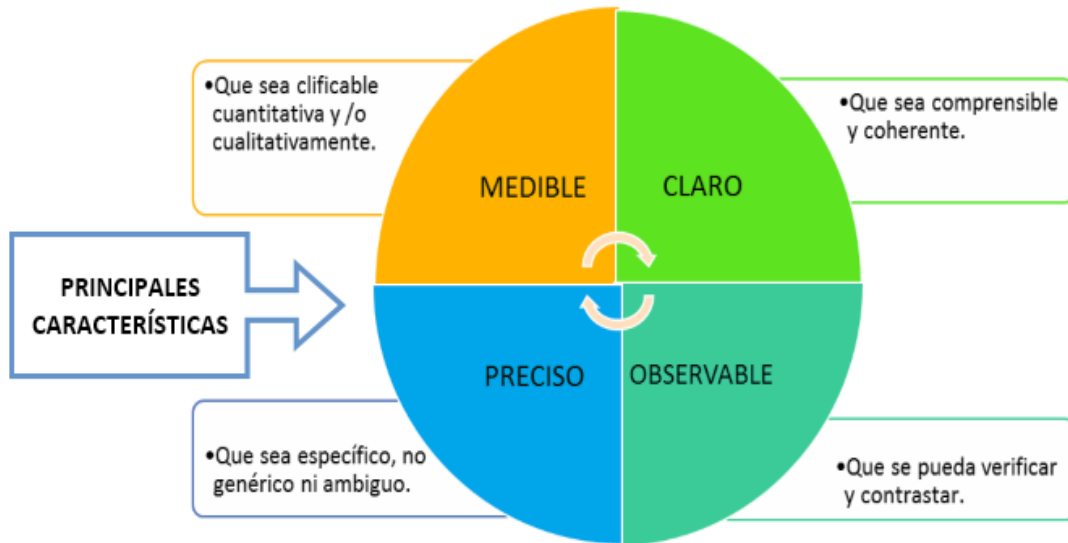 •Que sea clificable
cuantitativa y /o
cualitativamente.
•Que sea comprensible
y coherente.
MEDIBLE
CLARO
PRINCIPALES
CARACTERÍSTICAS
PRECISO
OBSERVABLE
•Que sea específico, no
genérico ni ambiguo.
•Que se pueda verificar
y contrastar.